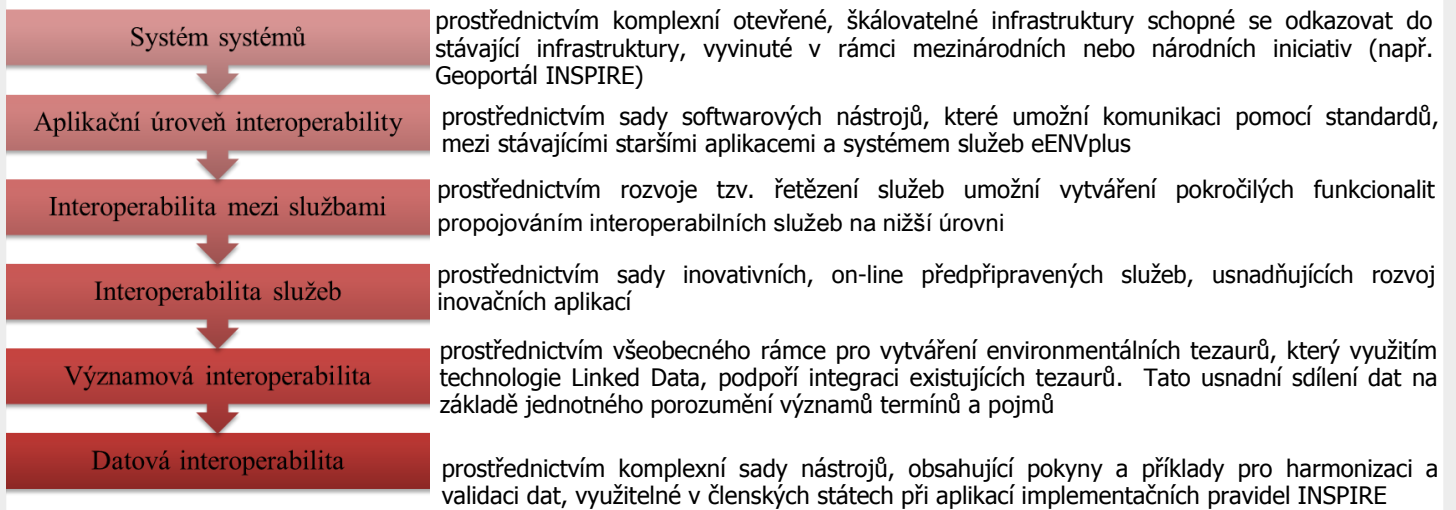 Systém systémů
prostřednictvím komplexní otevřené, škálovatelné infrastruktury schopné se odkazovat do
stávající infrastruktury, vyvinuté v rámci mezinárodních nebo národních iniciativ (např.
Geoportál INSPIRE)
Aplikační úroveň interoperability
prostřednictvím sady softwarových nástrojů, které umožní komunikaci pomocí standardů,
mezi stávajícími staršími aplikacemi a systémem služeb eENVplus
Interoperabilita mezi službami
prostřednictvím rozvoje tzv. řetězení služeb umožní vytváření pokročilých funkcionalit
propojováním interoperabilních služeb na nižší úrovni
Interoperabilita služeb
prostřednictvím sady inovativních, on-line předpřipravených služeb, usnadňujících rozvoj
inovačních aplikací
Významová interoperabilita
prostřednictvím všeobecného rámce pro vytváření environmentálních tezaurů, který využitím
technologie Linked Data, podpoří integraci existujících tezaurů. Tato usnadní sdílení dat na
základě jednotného porozumění významů termínů a pojmů
Datová interoperabilita
prostřednictvím komplexní sady nástrojů, obsahující pokyny a příklady pro harmonizaci a
validaci dat, využitelné v členských státech při aplikací implementačních pravidel INSPIRE